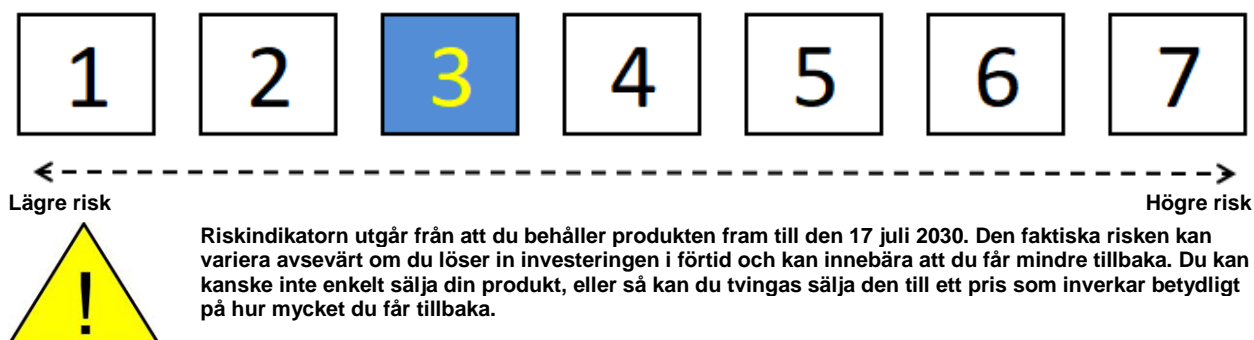 1 2 3 4 5 6 7
Lägre risk Högre risk
Riskindikatorn utgår från att du behåller produkten fram till den 17 juli 2030. Den faktiska risken kan
variera avsevärt om du löser in investeringen i förtid och kan innebära att du får mindre tillbaka. Du kan
kanske inte enkelt sälja din produkt, eller så kan du tvingas sälja den till ett pris som inverkar betydligt
på hur mycket du får tillbaka.
!